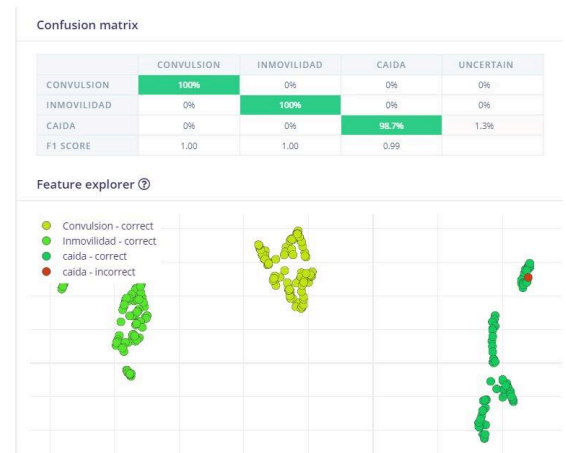 Confusion matrix
CONVULSION INMOVILIDAD CAIDA UNCERTAIN
CONVULSION 100% 0% 0% 0%
INMOVILIDAD 0% 100% 0% 0%
CAIDA 0% 0% 98.7% 1.3%
F1 SCORE 1.00 1.00 0.99
Feature explorer ?
Convulsion - correct
Inmovilidad - correct
caida - correct
caida - incorrect